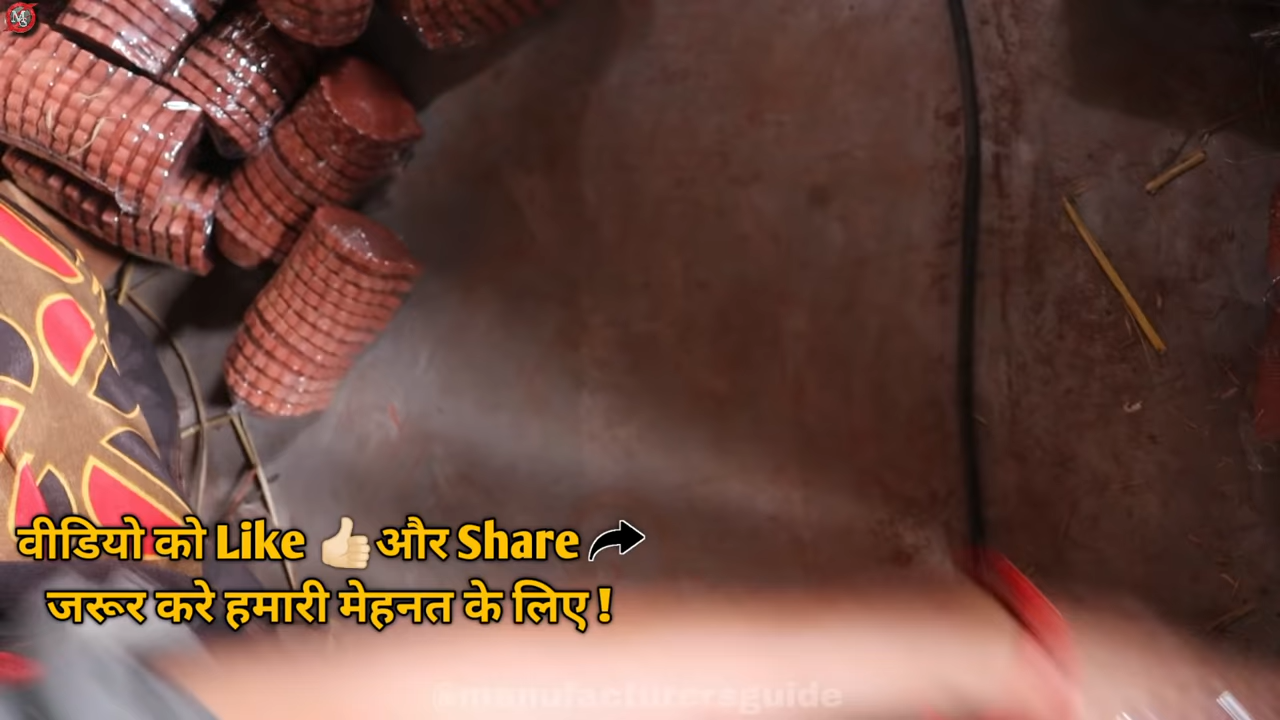 वीडियो को Like 👍🏻 और Share
जरूर करे हमारी मेहनत के लिए !
@manufacturersguide